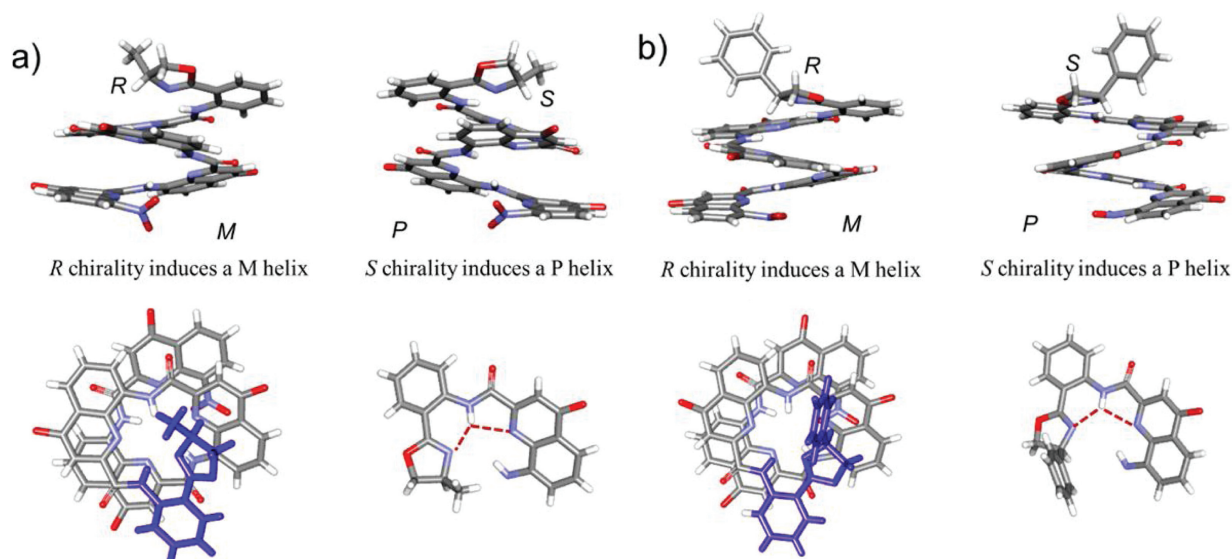 a)
R
S
M
P
R chirality induces a M helix
S chirality induces a P helix
b)
R
S
M
P
R chirality induces a M helix
S chirality induces a P helix